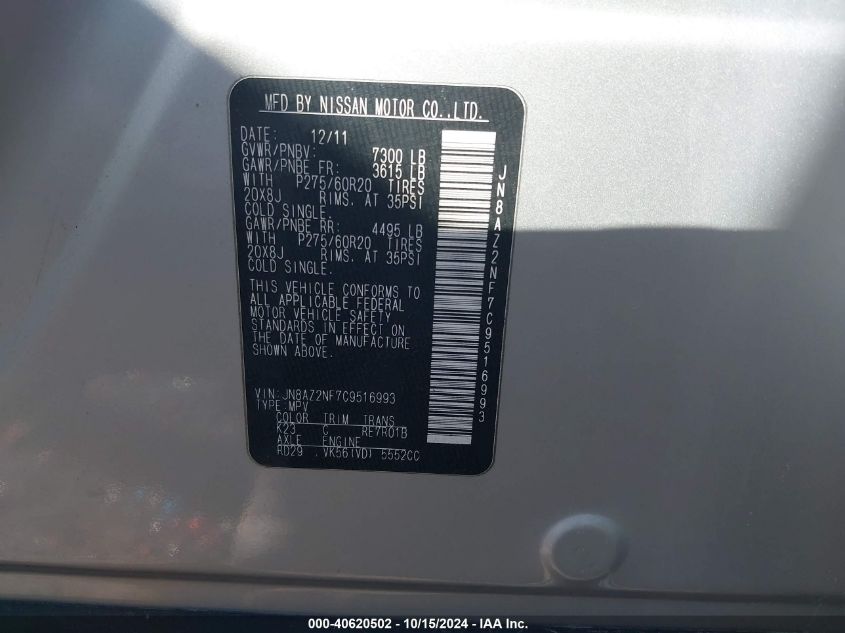 MFD BY NISSAN MOTOR CO.,LTD.
DATE: 12/11
GVWR/PNBV: 7300 LB
GAWR/PNBE FR: 3615 LB
WITH P275/60R20 TIRES
20X8J RIMS. AT 35PSI
COLD SINGLE.
GAWR/PNBE RR: 4495 LB
WITH P275/60R20 TIRES
20X8J RIMS. AT 35PSI
COLD SINGLE.
THIS VEHICLE CONFORMS TO
ALL APPLICABLE FEDERAL
MOTOR VEHICLE SAFETY
STANDARDS IN EFFECT ON
THE DATE OF MANUFACTURE
SHOWN ABOVE.
VIN:JN8AZ2NF7C9516993
TYPE:MPV
COLOR TRIM TRANS
K23 C RE7R01B
AXLE ENGINE
RD29 VK56(VD) 5552CC
JN8AZ2NF7C9516993
000-40620502 - 10/15/2024 - IAA Inc.